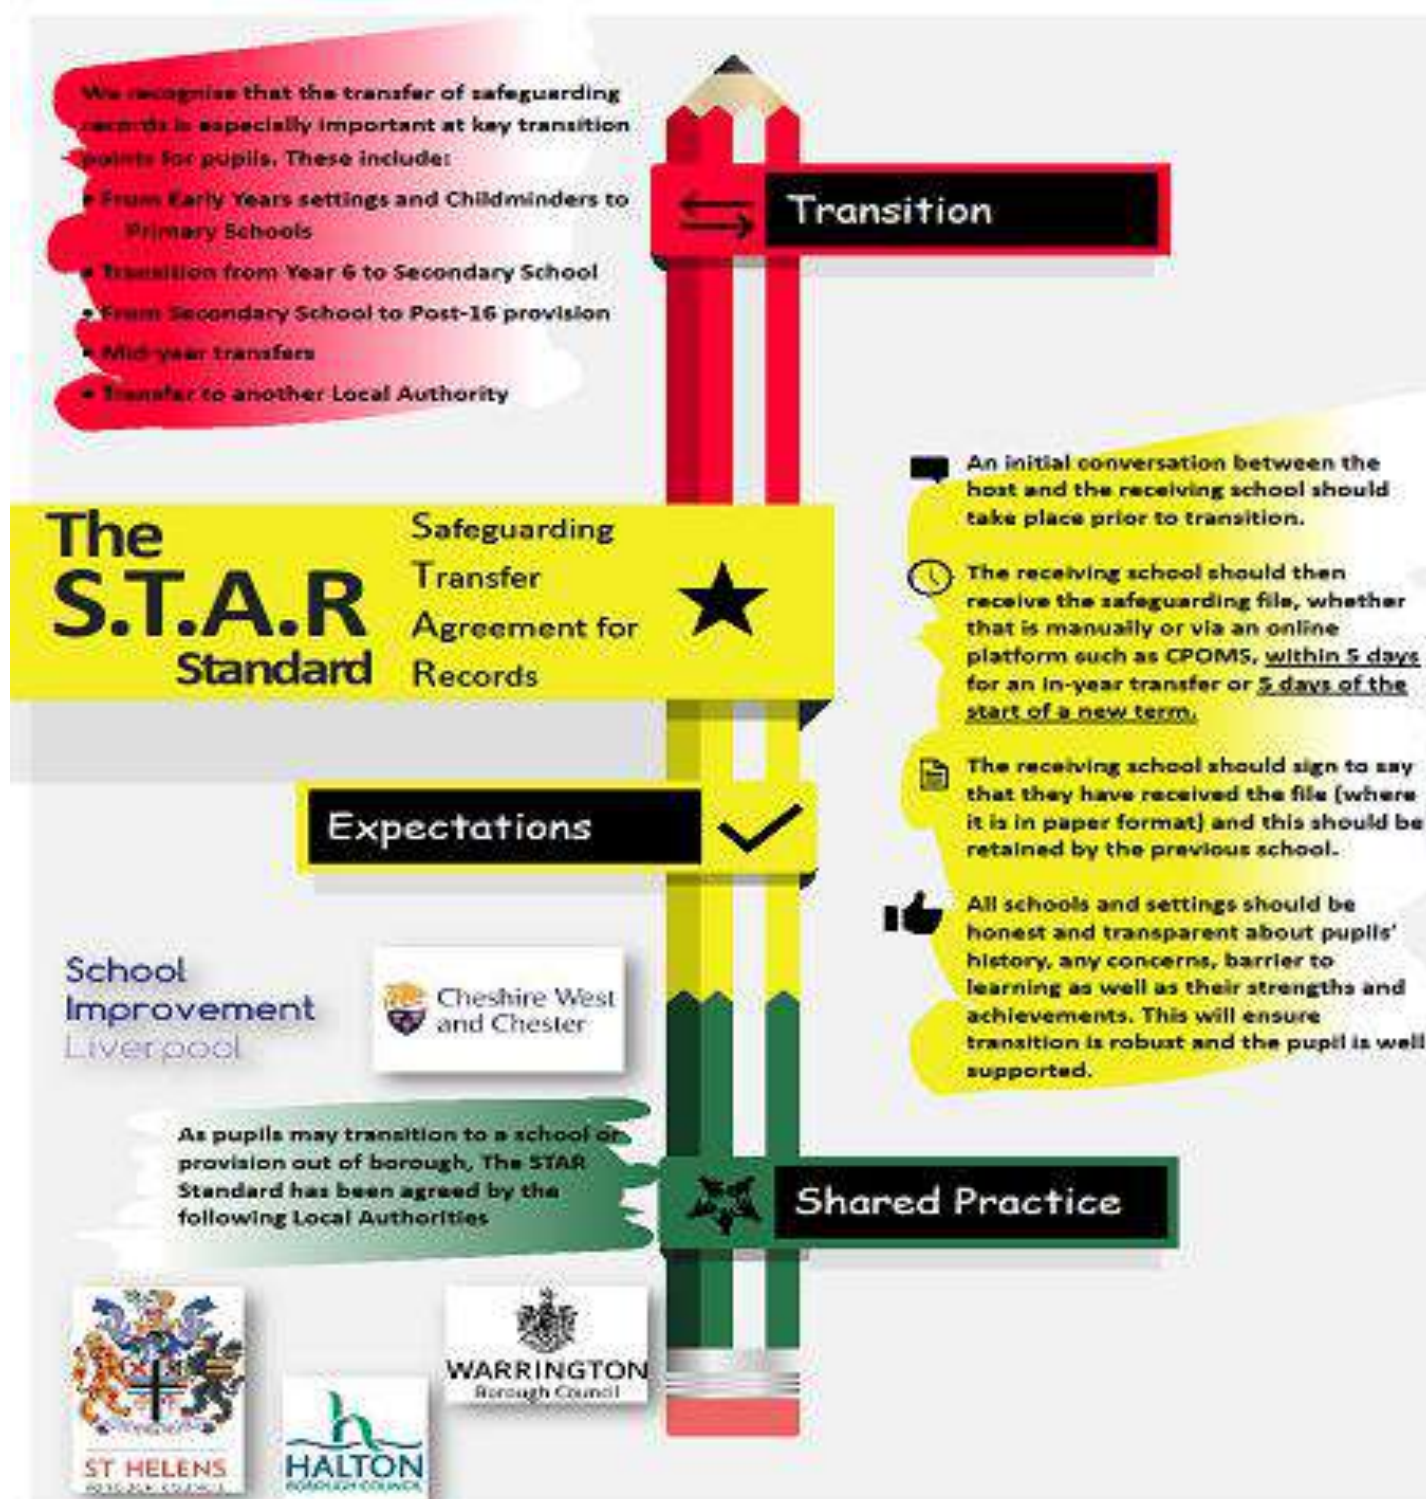 We recognise that the transfer of safeguarding
records is especially important at key transition
points for pupils. These include:
• From Early Years settings and Childminders to
Primary Schools
• Transition from Year 6 to Secondary School
• From Secondary School to Post-16 provision
• Mid-year transfers
• Transfer to another Local Authority
Transition
The
S.T.A.R
Standard
Safeguarding
Transfer
Agreement for
Records
An initial conversation between the
host and the receiving school should
take place prior to transition.
The receiving school should then
receive the safeguarding file, whether
that is manually or via an online
platform such as CPOMS, within 5 days
for an in-year transfer or 5 days of the
start of a new term.
The receiving school should sign to say
that they have received the file (where
it is in paper format) and this should be
retained by the previous school.
All schools and settings should be
honest and transparent about pupils'
history, any concerns, barrier to
learning as well as their strengths and
achievements. This will ensure
transition is robust and the pupil is well
supported.
Expectations
School
Improvement
Liverpool
Cheshire West
and Chester
As pupils may transition to a school or
provision out of borough, The STAR
Standard has been agreed by the
following Local Authorities
Shared Practice
WARRINGTON
Borough Council
ST HELENS
BOROUGH COUNCIL
HALTON
BOROUGH COUNCIL